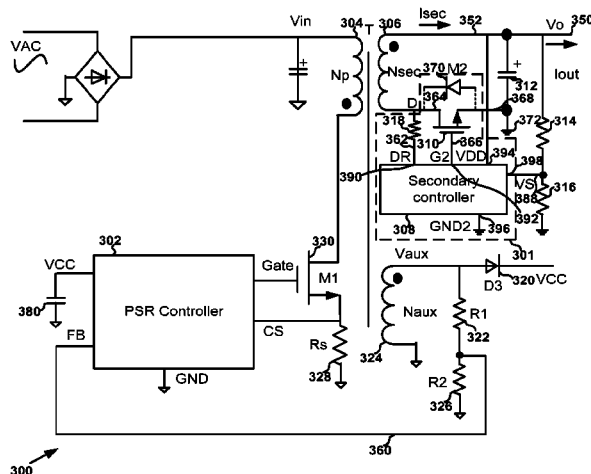 VAC
Vin
304
T
306
Isec
352
Vo
350
Iout
Np
Nsec
370
M2
364
D
312
368
318
310
366
372
314
362
DR
G2
VDD
394
398
390
VS
388
316
392
Secondary
controller
308
GND2
396
301
302
VCC
380
PSR Controller
Gate
330
M1
CS
FB
GND
Rs
328
Vaux
D3
320
VCC
Naux
324
R1
322
R2
326
360
300